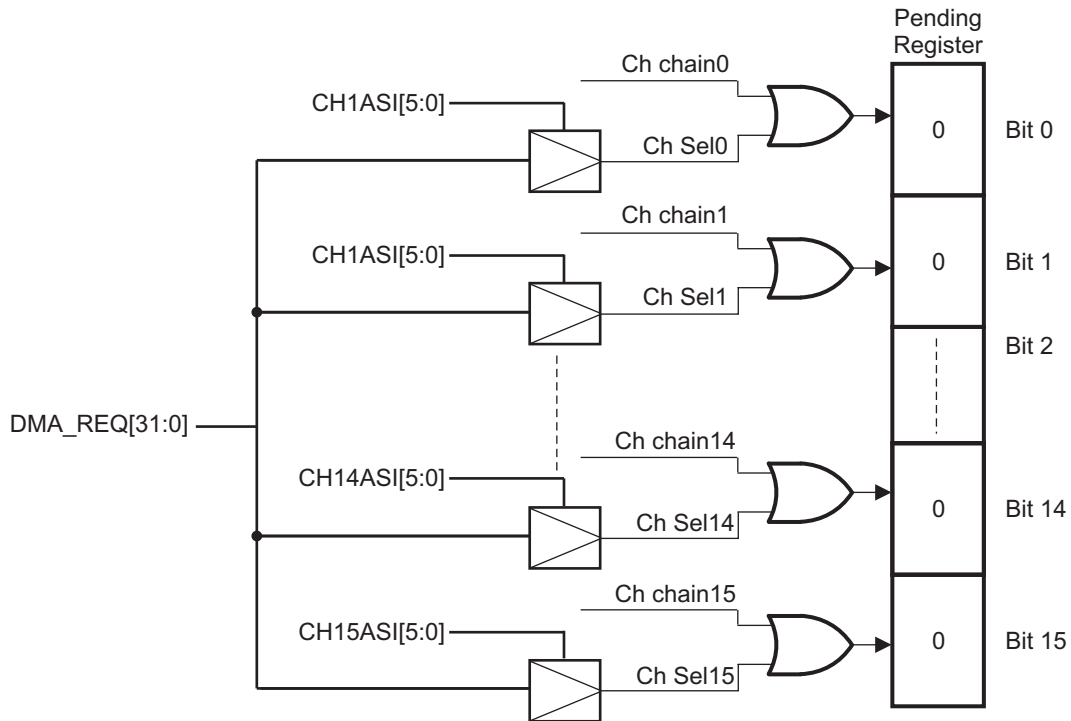 Pending
Register
Ch chain0
CH1ASI[5:0]
0
Bit 0
Ch Sel0
Ch chain1
CH1ASI[5:0]
0
Bit 1
Ch Sel1
Bit 2
DMA_REQ[31:0]
Ch chain14
CH14ASI[5:0]
0
Bit 14
Ch Sel14
Ch chain15
CH15ASI[5:0]
0
Bit 15
Ch Sel15